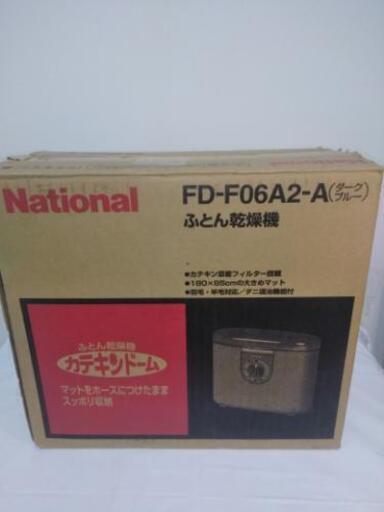 National
FD-F06A2-A(ダークブルー)
ふとん乾燥機
●カテキン溶着フィルター搭載
●190×95cmの大きめマット
●羽毛・羊毛対応/ダニ退治機能付
ふとん乾燥機
カテキンドーム
マットをホースにつけたまま
スッポリ収納